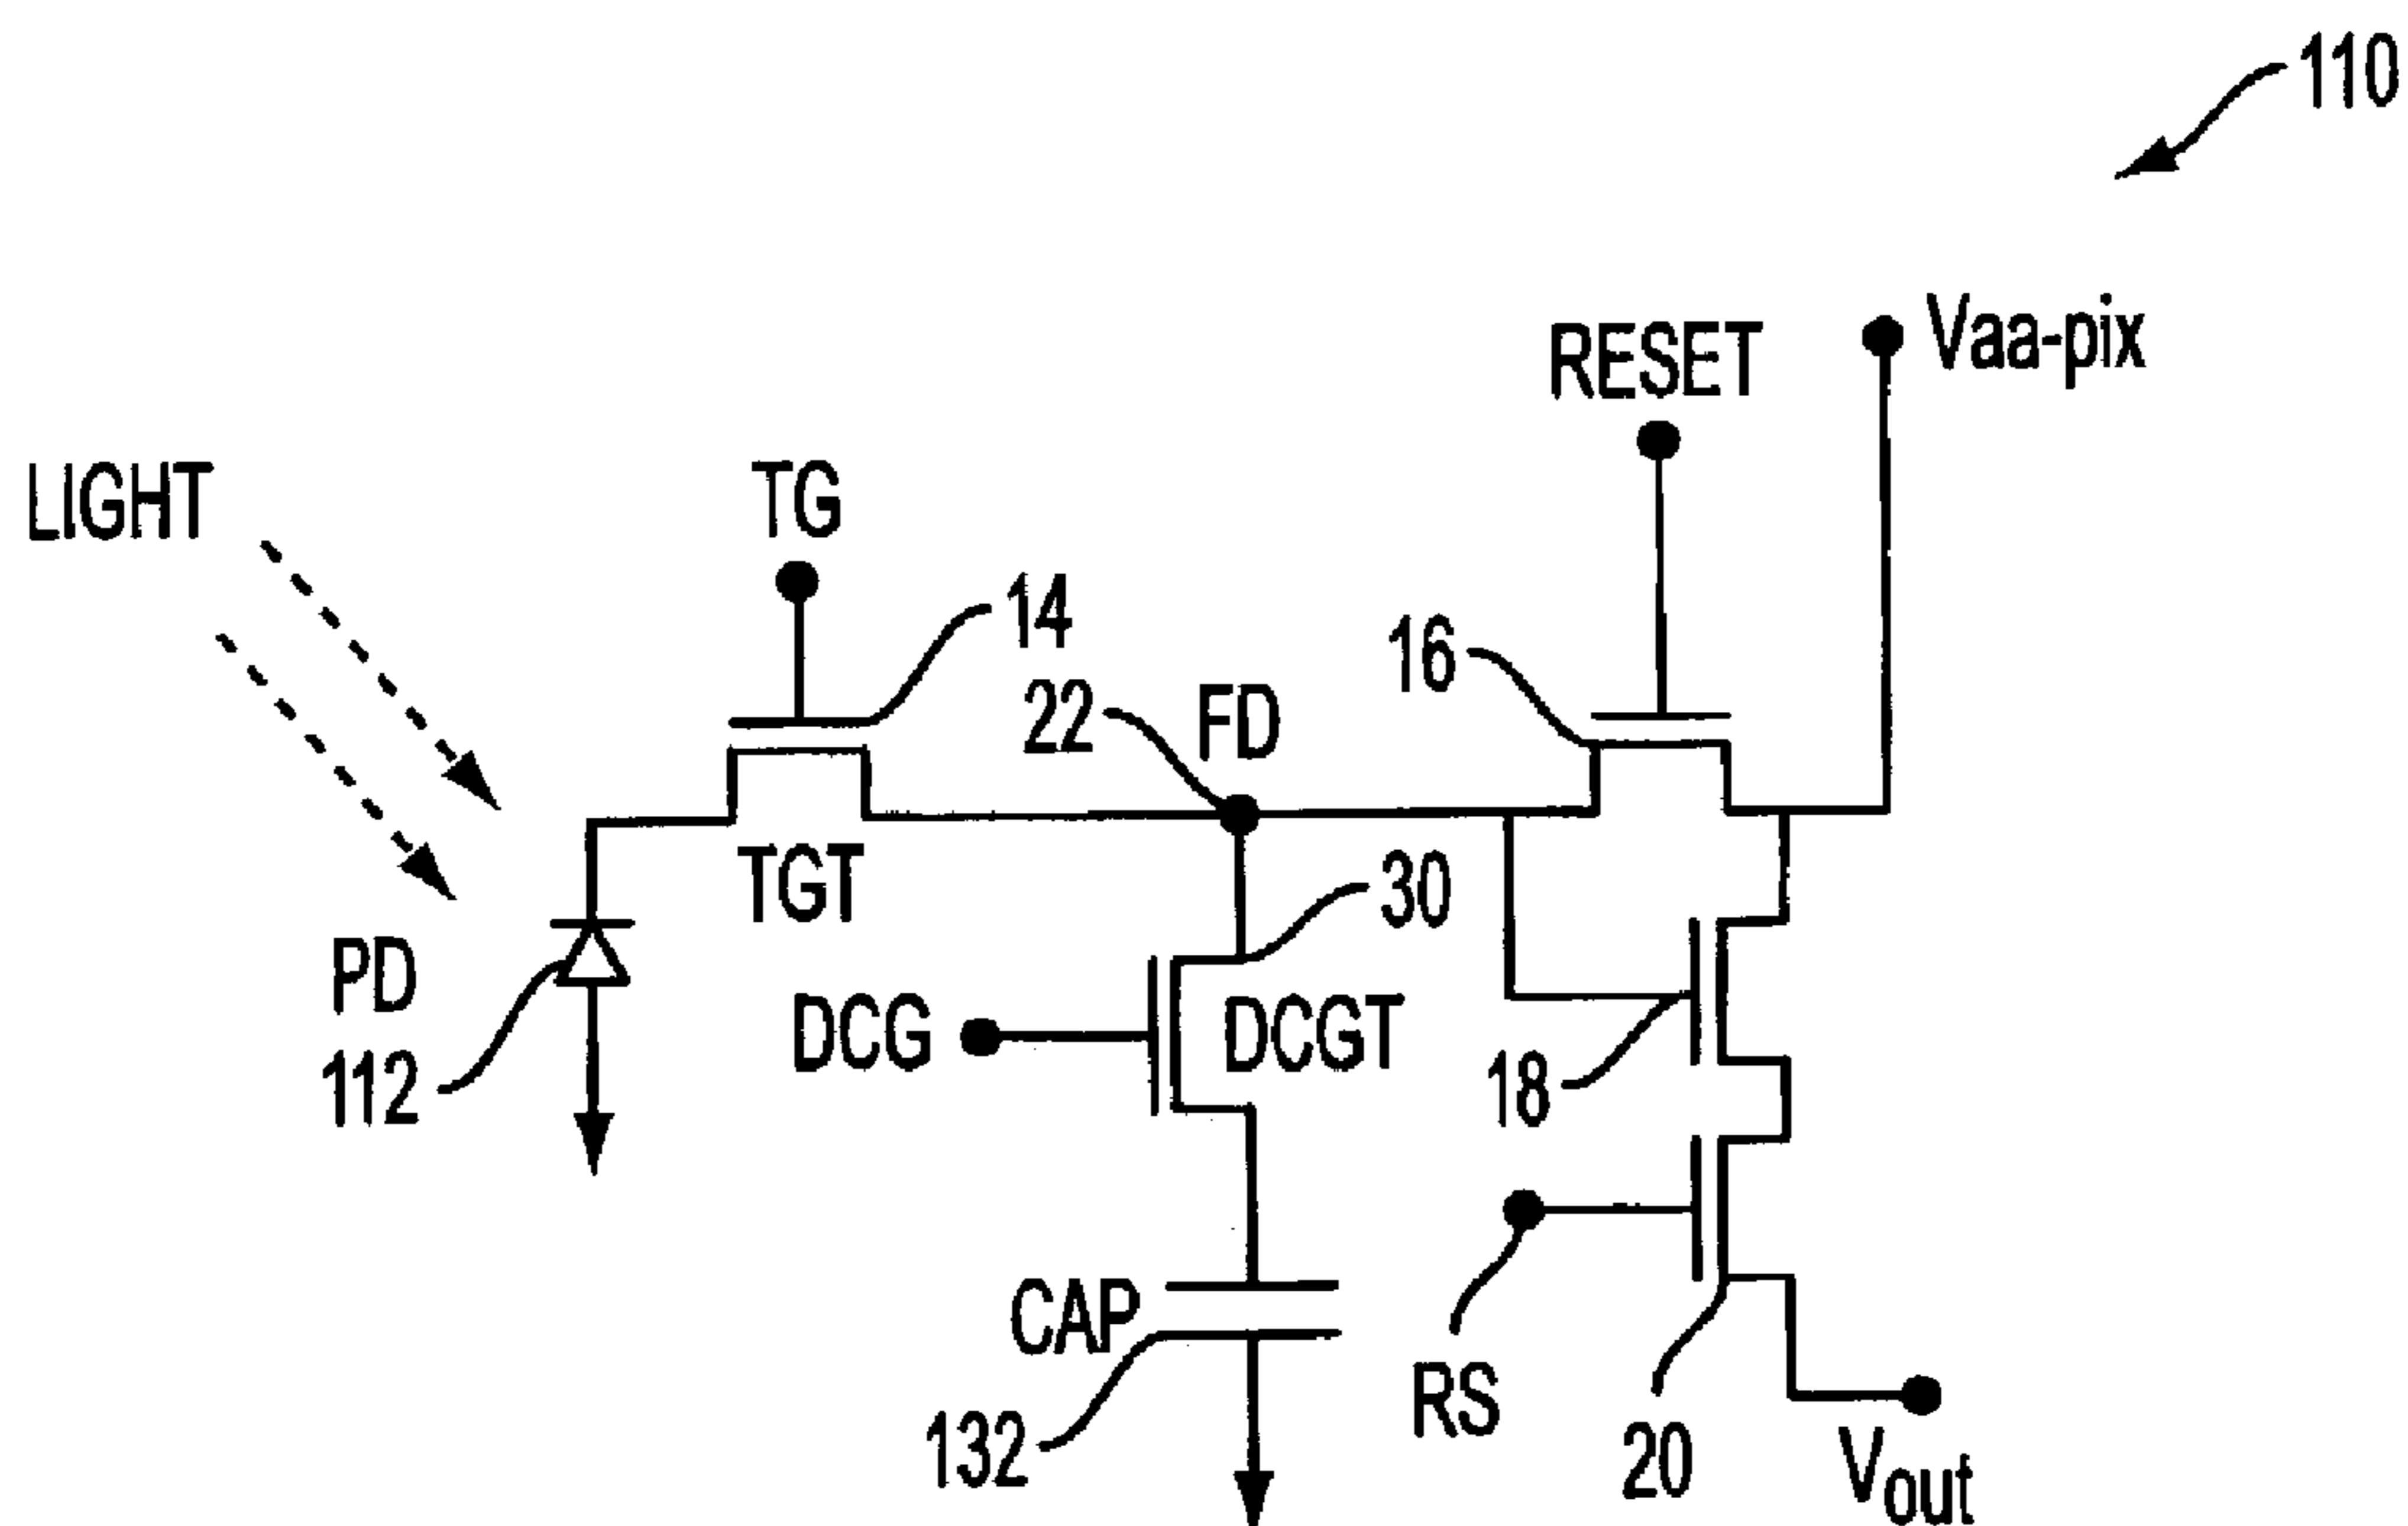 110
Vaa-pix
RESET
LIGHT
TG
14
16
22
FD
TGT
30
PD
DCG
DCGT
112
18
CAP
RS
132
20
Vout